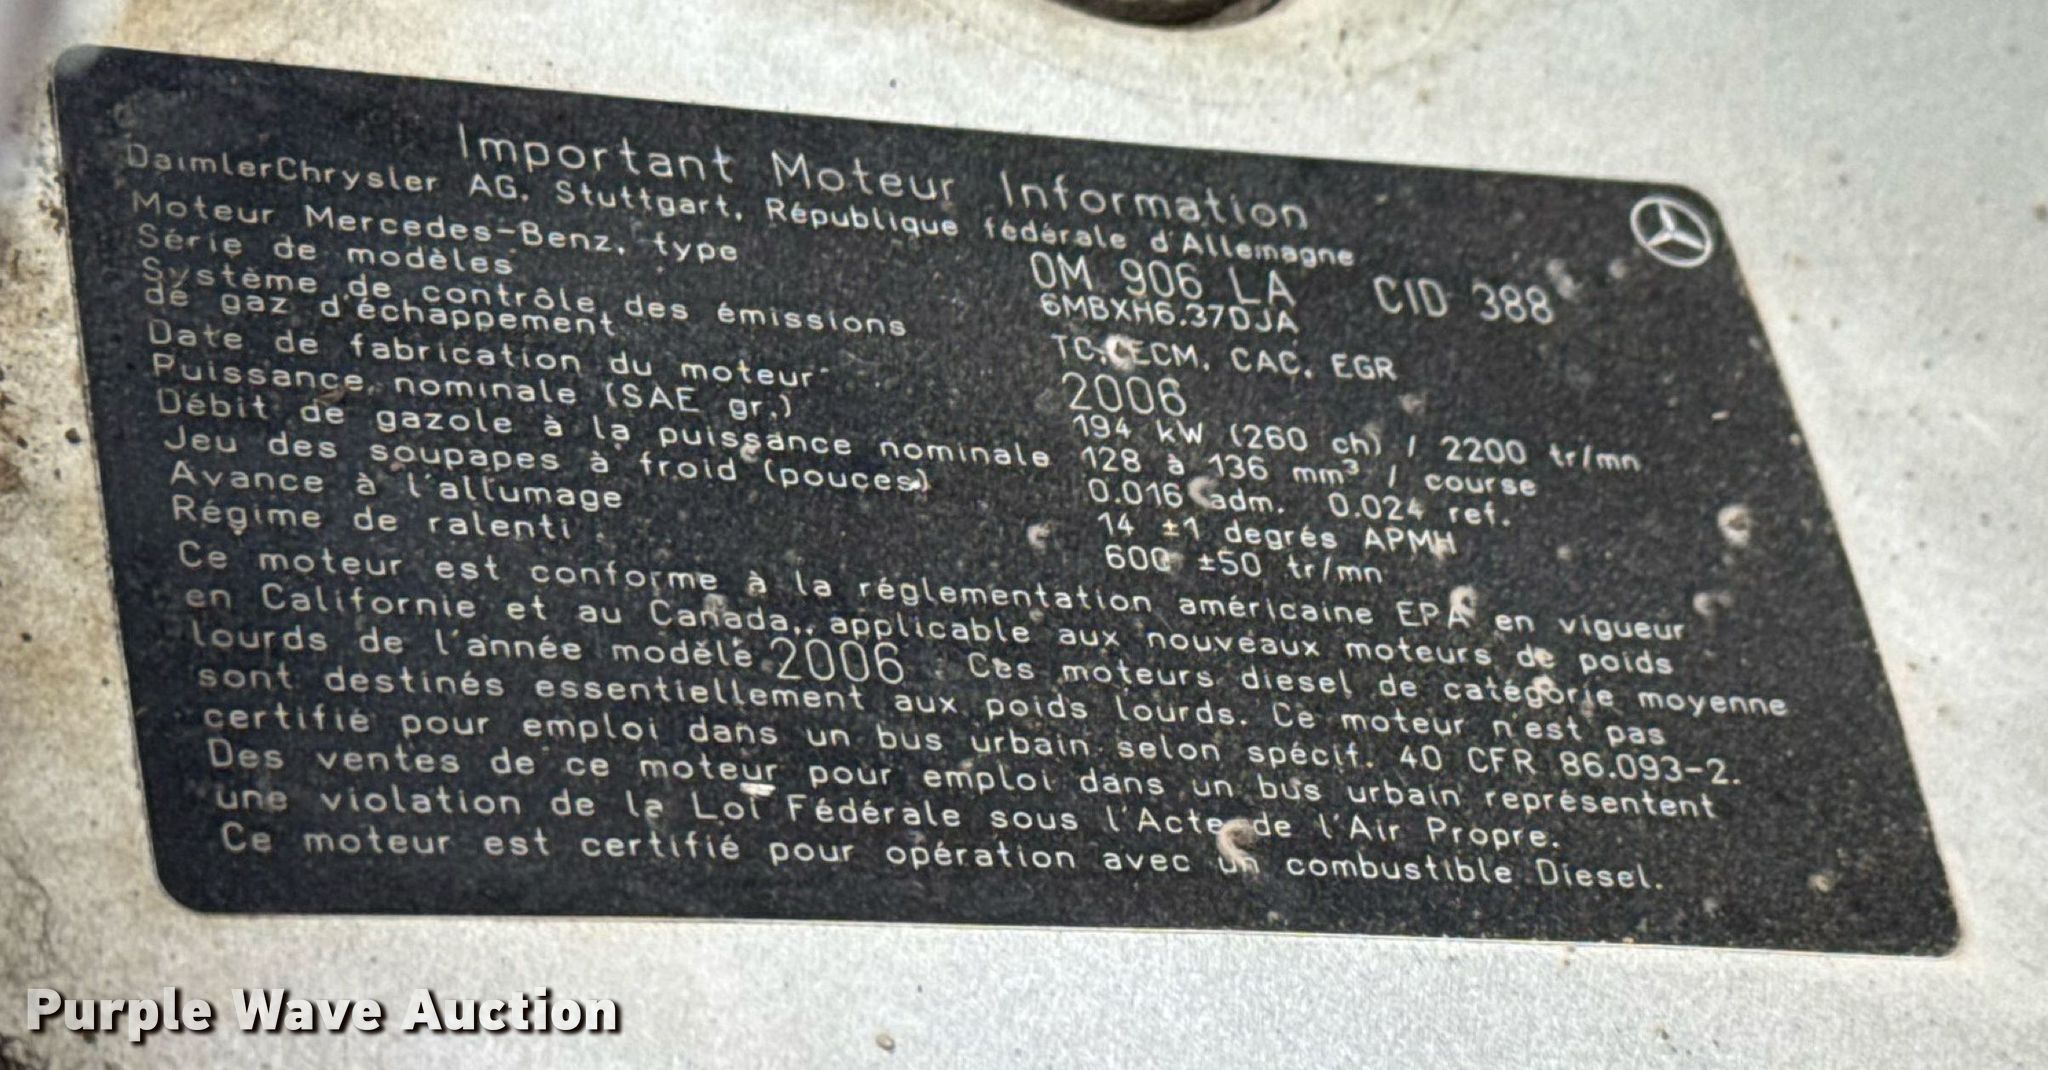 Important Moteur Information
DaimlerChrysler AG, Stuttgart, République fédérale d'Allemagne
Moteur Mercedes-Benz, type OM 906 LA CID 388
Série de modèles 6MBXH6.37DJA
Système de contrôle des émissions
de gaz d'échappement TC, ECM, CAC, EGR
Date de fabrication du moteur 2006
Puissance nominale (SAE gr.) 194 kW (260 ch) / 2200 tr/mn
Débit de gazole à la puissance nominale 128 à 136 mm³ / course
Jeu des soupapes à froid (pouces) 0.016 adm. 0.024 ref.
Avance à l'allumage 14 ±1 degrés APMH
Régime de ralenti 600 ±50 tr/mn
Ce moteur est conforme à la réglementation américaine EPA en vigueur
en Californie et au Canada, applicable aux nouveaux moteurs de poids
lourds de l'année modèle 2006 . Ces moteurs diesel de catégorie moyenne
sont destinés essentiellement aux poids lourds. Ce moteur n'est pas
certifié pour emploi dans un bus urbain selon spécif. 40 CFR 86.093-2.
Des ventes de ce moteur pour emploi dans un bus urbain représentent
une violation de la Loi Fédérale sous l'Acte de l'Air Propre.
Ce moteur est certifié pour opération avec un combustible Diesel.
Purple Wave Auction